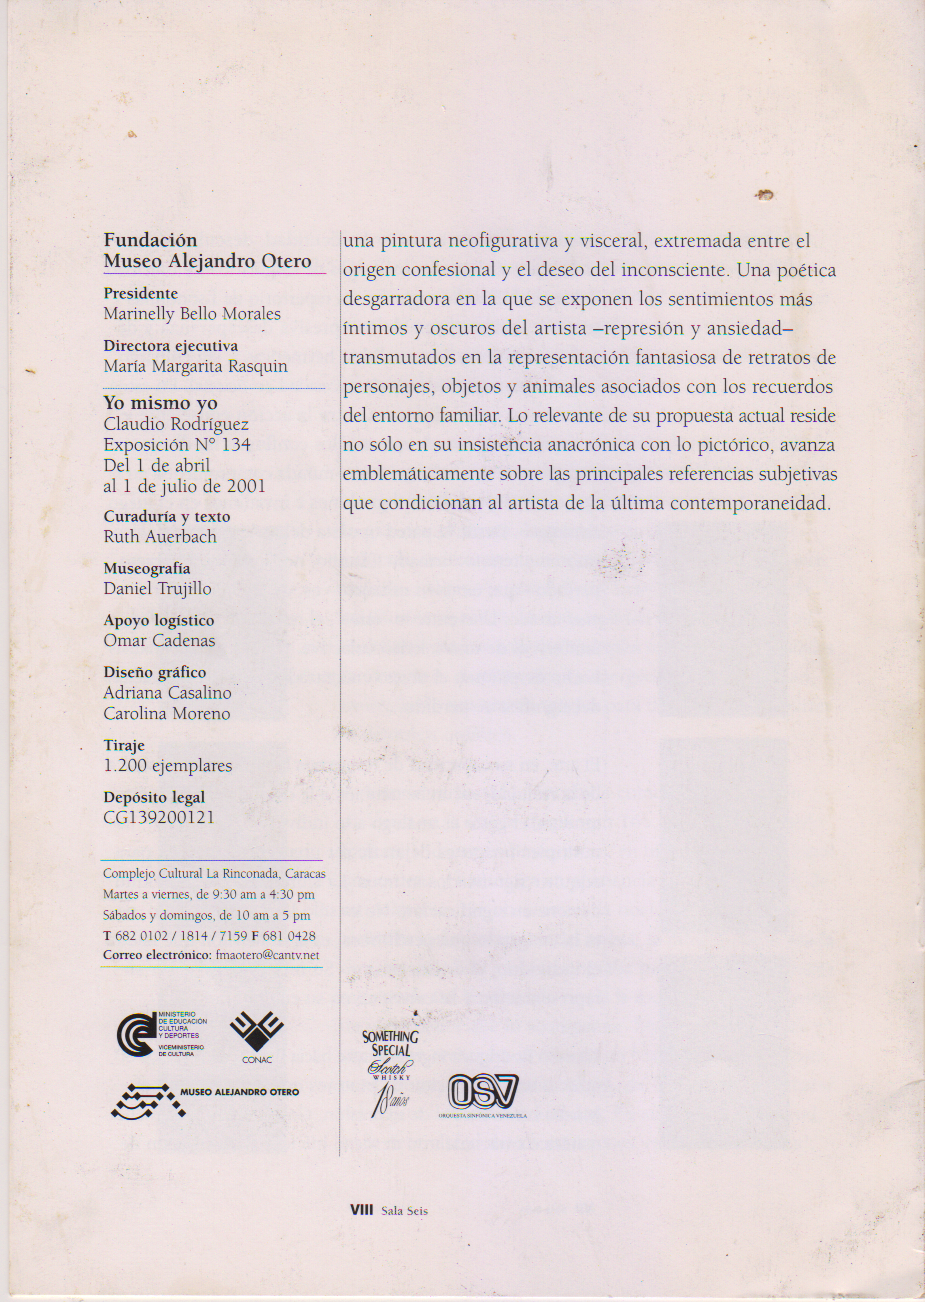 Fundación
Museo Alejandro Otero
Presidente
Marinelly Bello Morales
Directora ejecutiva
María Margarita Rasquin
Yo mismo yo
Claudio Rodríguez
Exposición N° 134
Del 1 de abril
al 1 de julio de 2001
Curaduría y texto
Ruth Auerbach
Museografía
Daniel Trujillo
Apoyo logístico
Omar Cadenas
Diseño gráfico
Adriana Casalino
Carolina Moreno
Tiraje
1.200 ejemplares
Depósito legal
CG139200121
Complejo Cultural La Rinconada, Caracas
Martes a viernes, de 9:30 am a 4:30 pm
Sábados y domingos, de 10 am a 5 pm
T 682 0102 / 1814 / 7159 F 681 0428
Correo electrónico: fmaotero@cantv.net
MINISTERIO
DE EDUCACIÓN
CULTURA
Y DEPORTES
VICEMINISTERIO
DE CULTURA
CONAC
MUSEO ALEJANDRO OTERO
una pintura neofigurativa y visceral, extremada entre el
origen confesional y el deseo del inconsciente. Una poética
desgarradora en la que se exponen los sentimientos más
íntimos y oscuros del artista –represión y ansiedad–
transmutados en la representación fantasiosa de retratos de
personajes, objetos y animales asociados con los recuerdos
del entorno familiar. Lo relevante de su propuesta actual reside
no sólo en su insistencia anacrónica con lo pictórico, avanza
emblemáticamente sobre las principales referencias subjetivas
que condicionan al artista de la última contemporaneidad.
SOMETHING
SPECIAL
Scotch
WHISKY
años
OSV
ORQUESTA SINFÓNICA VENEZUELA
VIII Sala Seis